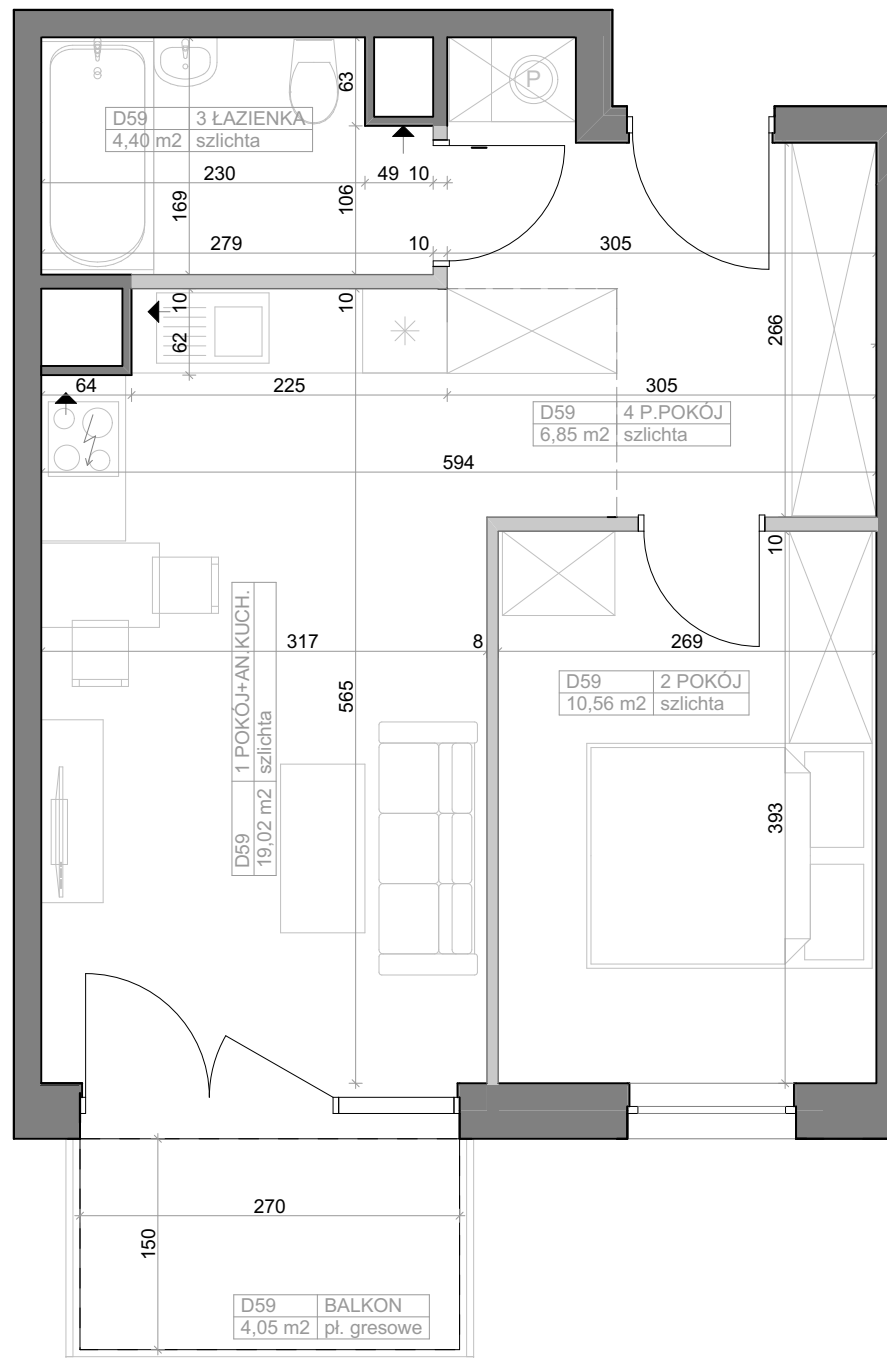 63
P
D59 3 ŁAZIENKA
4,40 m2 szlichta
230
49 10
169
106
279
10
305
10
10
62
266
64
225
305
D59 4 P.POKÓJ
6,85 m2 szlichta
594
10
D59 1 POKÓJ+AN.KUCH.
19,02 m2 szlichta
317
8
269
565
D59 2 POKÓJ
10,56 m2 szlichta
393
270
150
D59 BALKON
4,05 m2 pł. gresowe